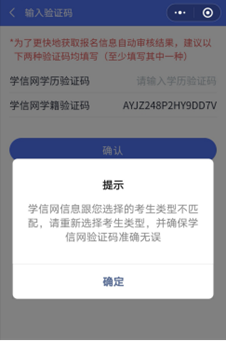 输入验证码
*为了更快地获取报名信息自动审核结果，建议以
下两种验证码均填写（至少填写其中一种）
学信网学历验证码 请输入学历验证码
学信网学籍验证码 AYJZ248P2HY9DD7V
确认
提示
学信网信息跟您选择的考生类型不匹
配，请重新选择考生类型，并确保学
信网验证码准确无误
确定